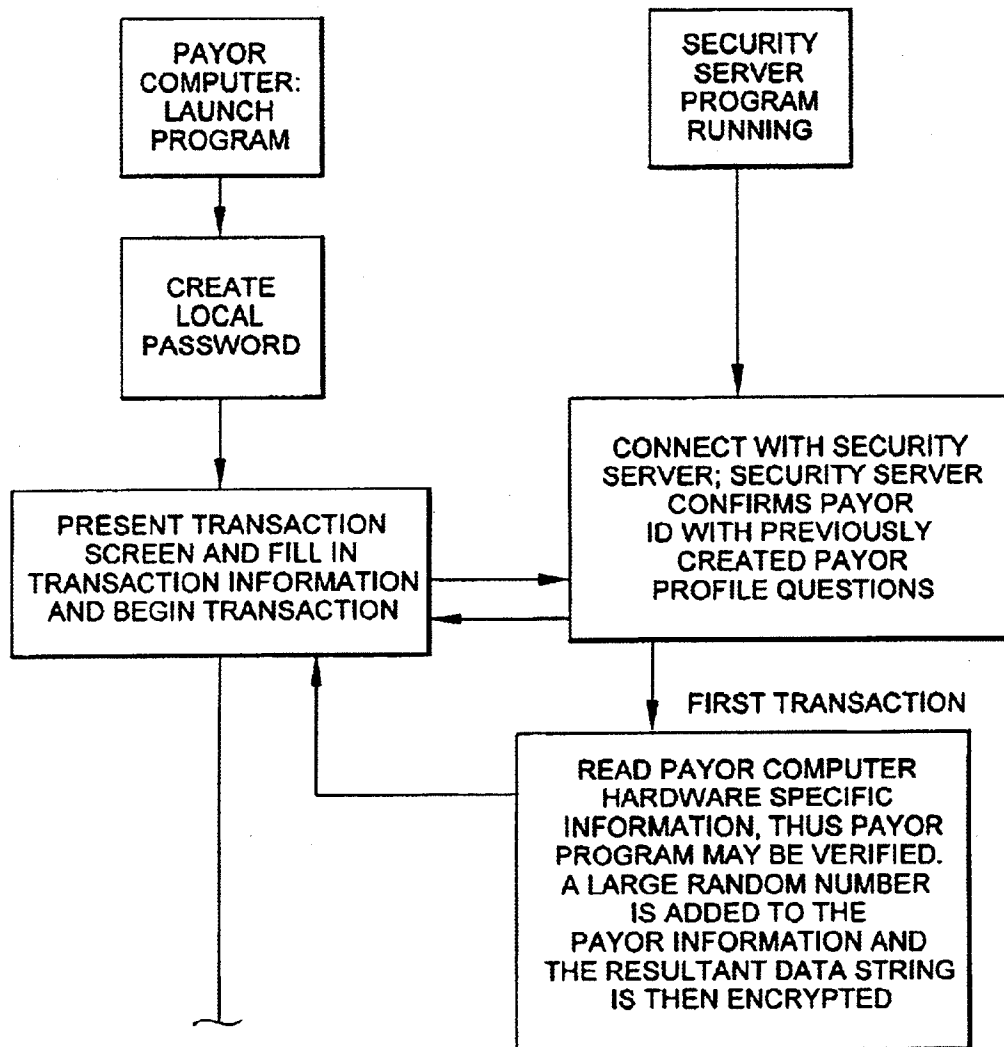 PAYOR
COMPUTER:
LAUNCH
PROGRAM
SECURITY
SERVER
PROGRAM
RUNNING
CREATE
LOCAL
PASSWORD
CONNECT WITH SECURITY
SERVER; SECURITY SERVER
CONFIRMS PAYOR
ID WITH PREVIOUSLY
CREATED PAYOR
PROFILE QUESTIONS
PRESENT TRANSACTION
SCREEN AND FILL IN
TRANSACTION INFORMATION
AND BEGIN TRANSACTION
FIRST TRANSACTION
READ PAYOR COMPUTER
HARDWARE SPECIFIC
INFORMATION, THUS PAYOR
PROGRAM MAY BE VERIFIED.
A LARGE RANDOM NUMBER
IS ADDED TO THE
PAYOR INFORMATION AND
THE RESULTANT DATA STRING
IS THEN ENCRYPTED